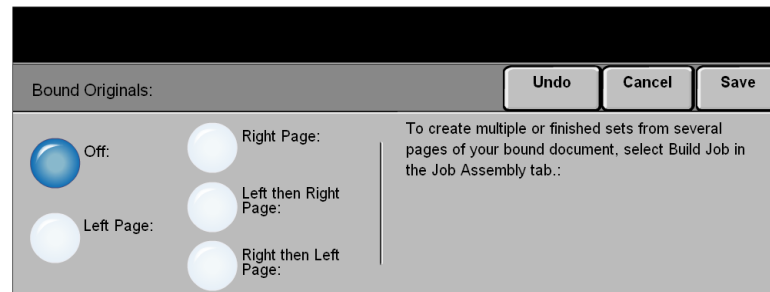 Bound Originals:
Undo
Cancel
Save
Off:
Left Page:
Right Page:
Left then Right
Page:
Right then Left
Page:
To create multiple or finished sets from several
pages of your bound document, select Build Job in
the Job Assembly tab.: